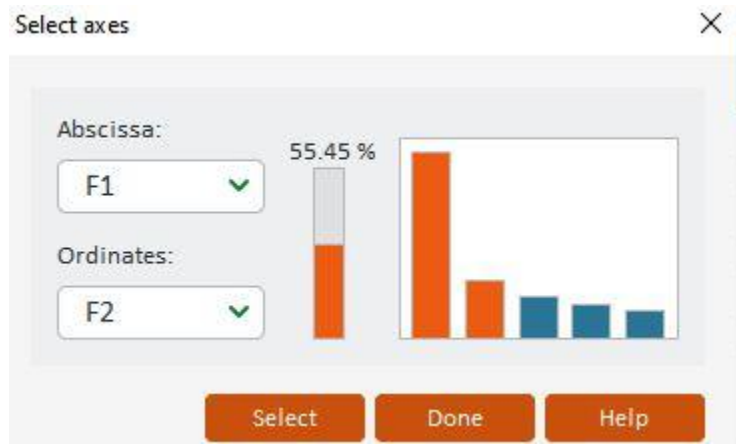 Select axes
Abscissa:
F1
Ordinates:
F2
55.45 %
Select
Done
Help